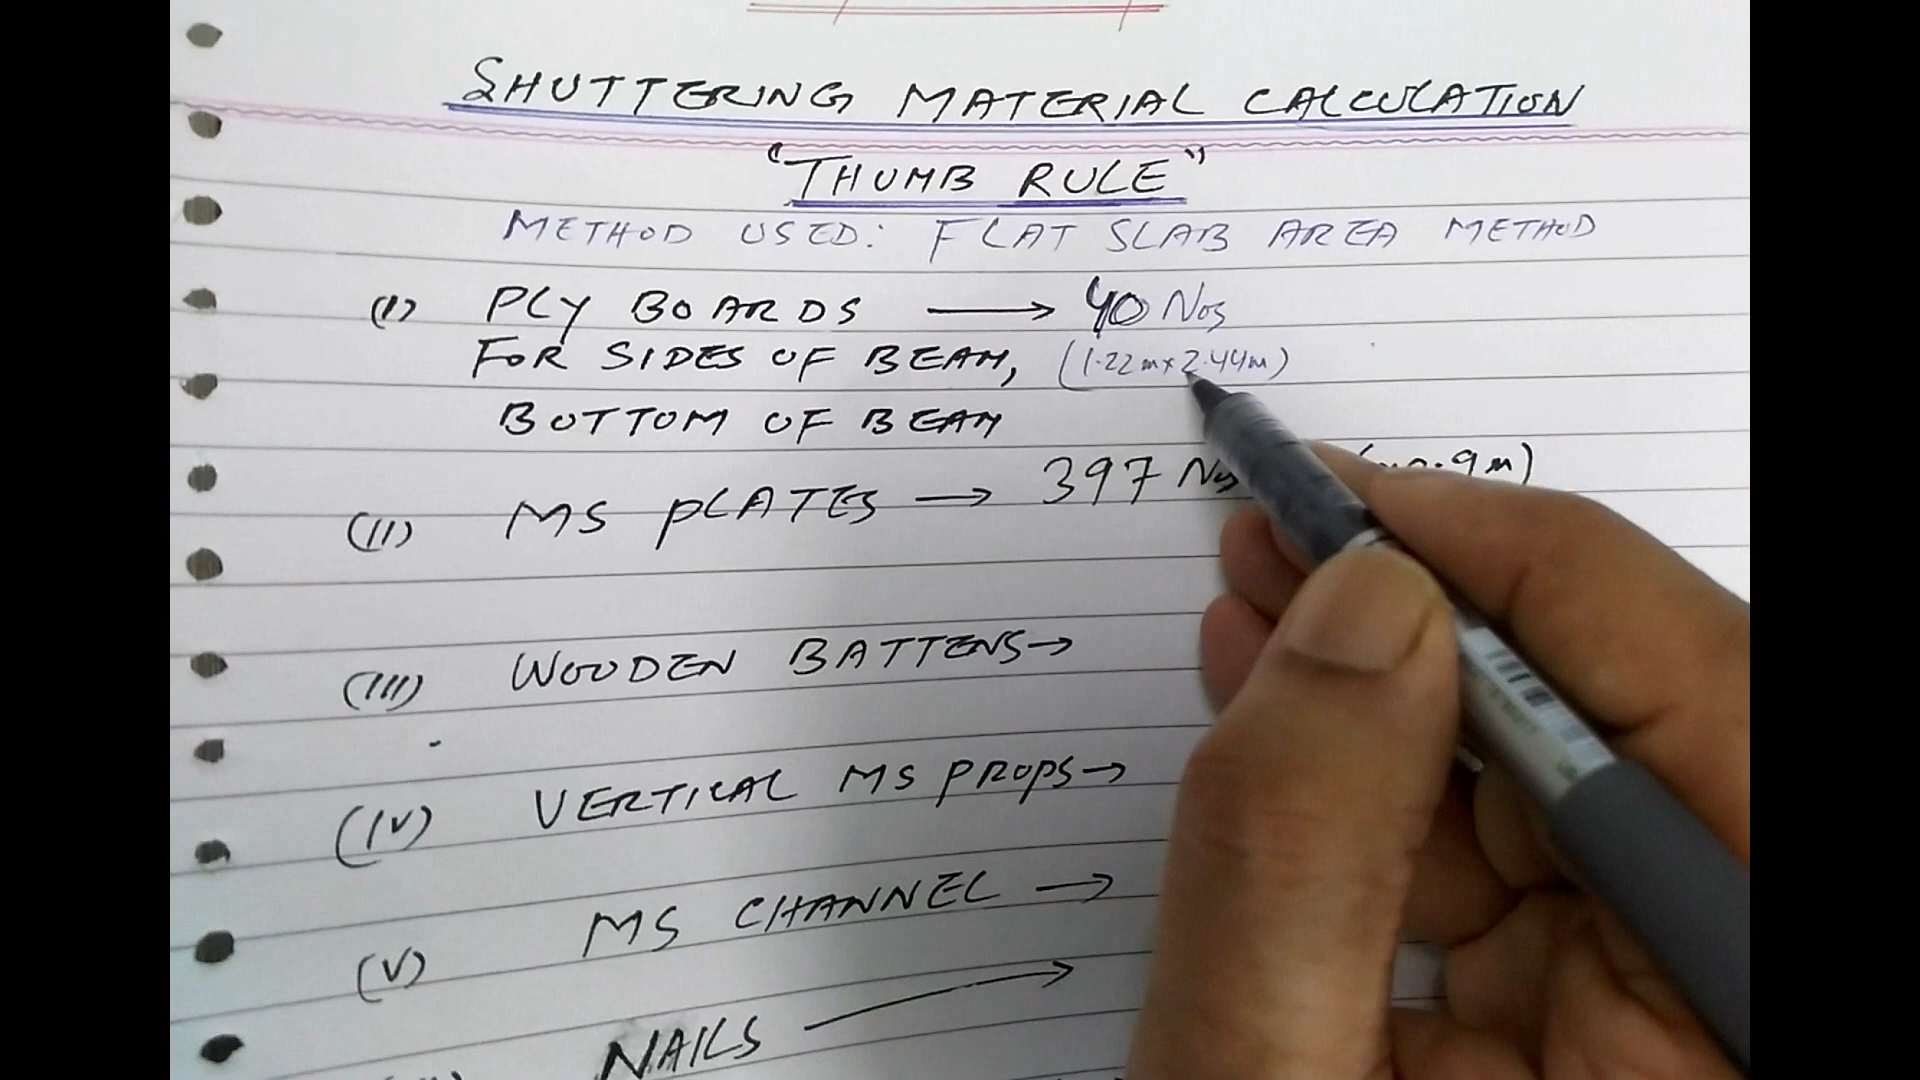 SHUTTERING MATERIAL CALCULATION
"THUMB RULE"
METHOD USED: FLAT SLAB AREA METHOD
(I) PLY BOARDS → 40 Nos
FOR SIDES OF BEAM, (1.22m x 2.44m)
BOTTOM OF BEAM
(II) MS PLATES → 397 Nos 0.9m)
(III) WOODEN BATTENS →
(IV) VERTICAL MS PROPS →
(V) MS CHANNEL →
NAILS →